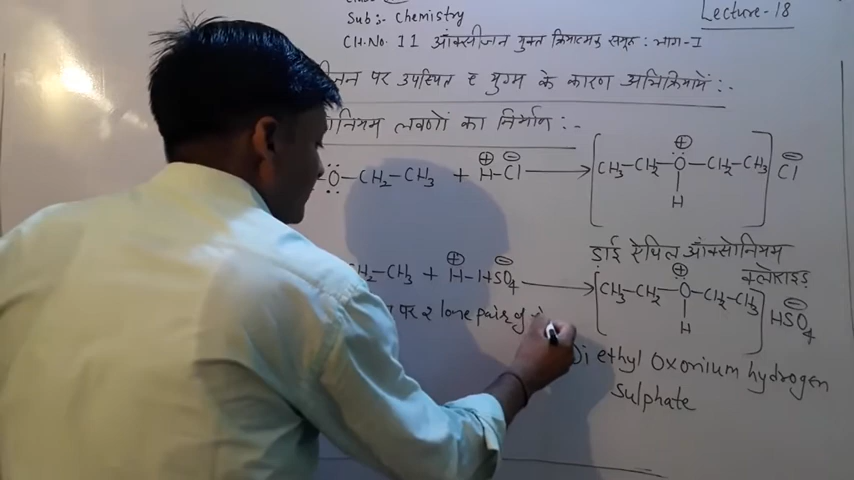 Lecture-18
Sub:- Chemistry
CH.No. 11 ऑक्सीजन युक्त क्रियात्मक समूह : भाग-I
पर उपस्थित e युग्म के कारण अभिक्रियायें :-
लवणों का निर्माण :-
Ö-CH2-CH3 + H⊕-Cl⊖ → [CH3-CH2-O⊕-CH2-CH3] Cl⊖
H
डाई ऐथिल ऑक्सोनियम
क्लोराइड
-CH3 + H⊕-HSO4⊖ → [CH3-CH2-O⊕-CH2-CH3] HSO4⊖
H
पर 2 lone pair of
Di ethyl Oxonium hydrogen
Sulphate